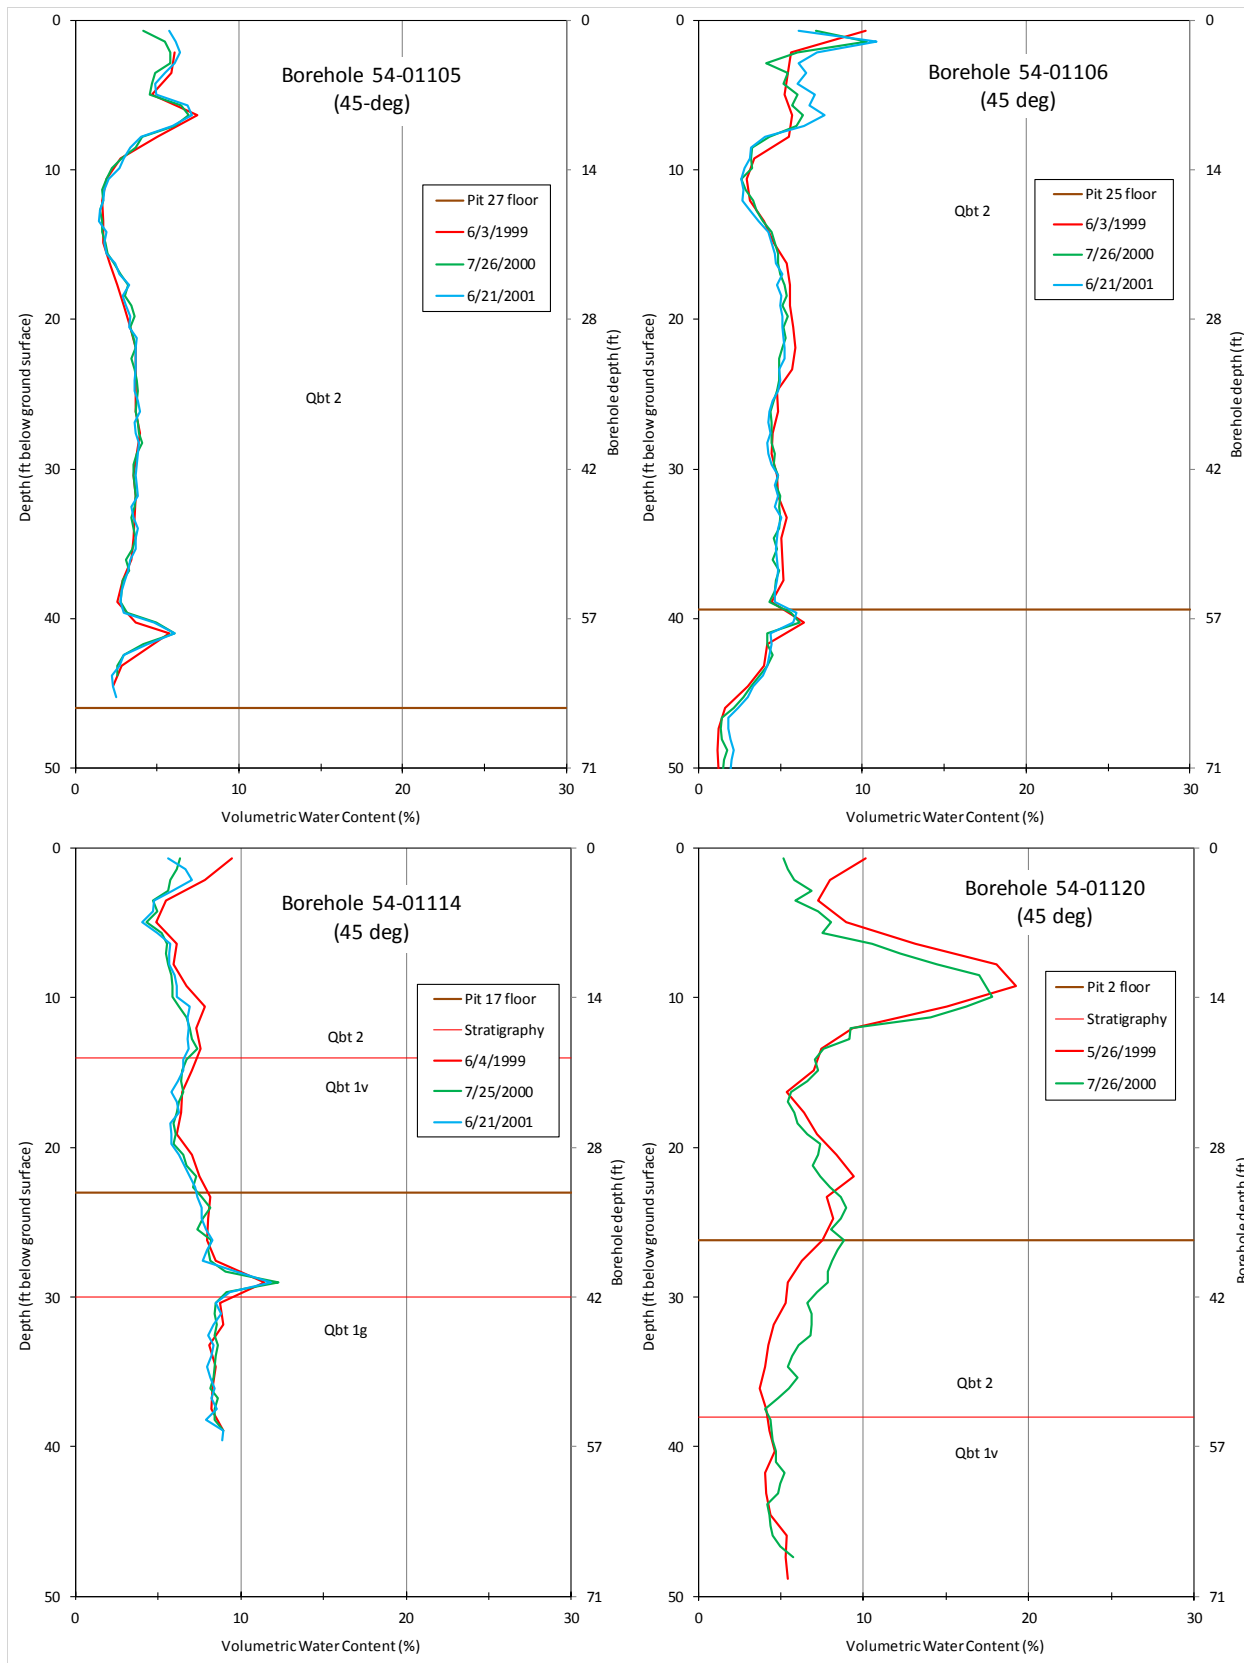 Borehole 54-01105
(45-deg)
Pit 27 floor
6/3/1999
7/26/2000
6/21/2001
Qbt 2
0
10
20
30
40
50
Depth (ft below ground surface)
0
14
28
42
57
71
Borehole depth (ft)
0
10
20
30
Volumetric Water Content (%)
Borehole 54-01106
(45 deg)
Pit 25 floor
6/3/1999
7/26/2000
6/21/2001
Qbt 2
0
10
20
30
40
50
Depth (ft below ground surface)
0
14
28
42
57
71
Borehole depth (ft)
0
10
20
30
Volumetric Water Content (%)
Borehole 54-01114
(45 deg)
Pit 17 floor
Stratigraphy
6/4/1999
7/25/2000
6/21/2001
Qbt 2
Qbt 1v
Qbt 1g
0
10
20
30
40
50
Depth (ft below ground surface)
0
14
28
42
57
71
Borehole depth (ft)
0
10
20
30
Volumetric Water Content (%)
Borehole 54-01120
(45 deg)
Pit 2 floor
Stratigraphy
5/26/1999
7/26/2000
Qbt 2
Qbt 1v
0
10
20
30
40
50
Depth (ft below ground surface)
0
14
28
42
57
71
Borehole depth (ft)
0
10
20
30
Volumetric Water Content (%)